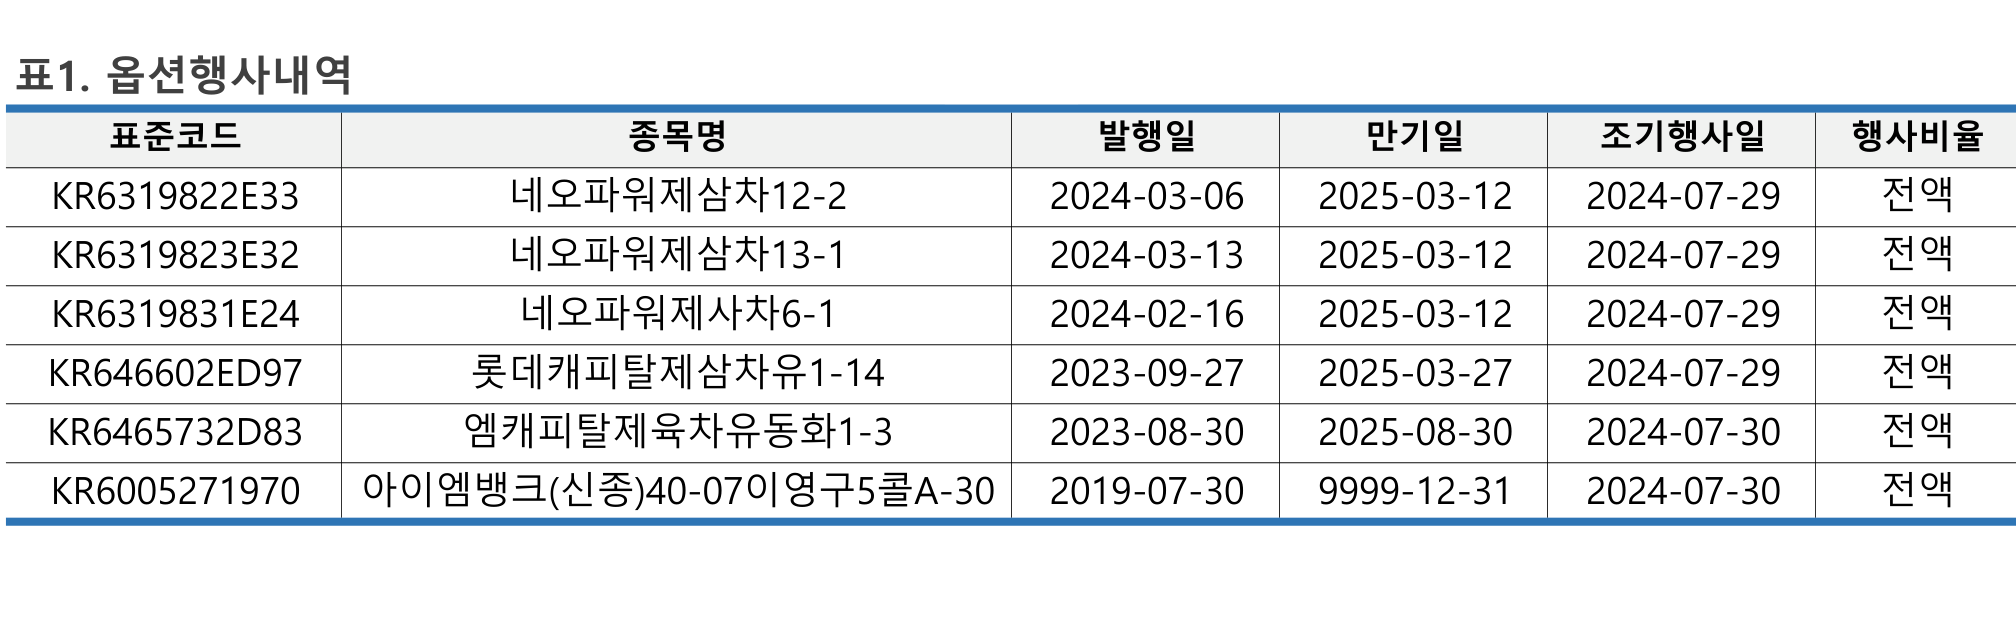 표1. 옵션행사내역
표준코드 종목명 발행일 만기일 조기행사일 행사비율
KR6319822E33 네오파워제삼차12-2 2024-03-06 2025-03-12 2024-07-29 전액
KR6319823E32 네오파워제삼차13-1 2024-03-13 2025-03-12 2024-07-29 전액
KR6319831E24 네오파워제사차6-1 2024-02-16 2025-03-12 2024-07-29 전액
KR646602ED97 롯데캐피탈제삼차유1-14 2023-09-27 2025-03-27 2024-07-29 전액
KR6465732D83 엠캐피탈제육차유동화1-3 2023-08-30 2025-08-30 2024-07-30 전액
KR6005271970 아이엠뱅크(신종)40-07이영구5콜A-30 2019-07-30 9999-12-31 2024-07-30 전액